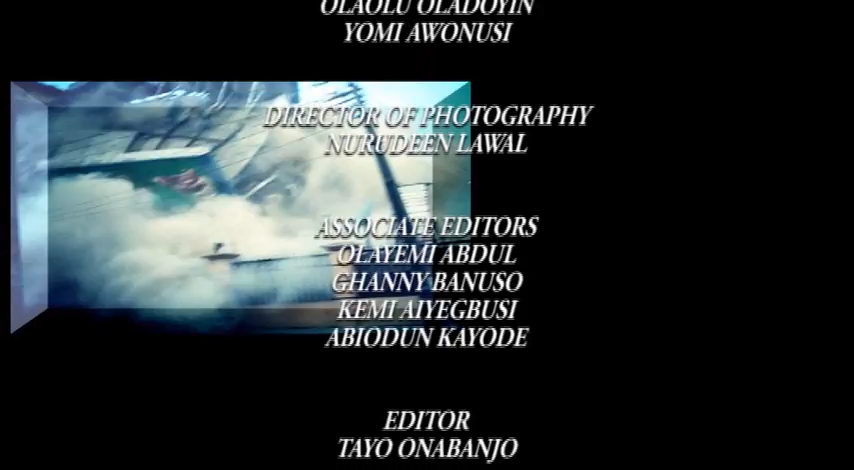 OLAOLU OLADOYIN
YOMI AWONUSI
DIRECTOR OF PHOTOGRAPHY
NURUDEEN LAWAL
ASSOCIATE EDITORS
OLAYEMI ABDUL
GHANNY BANUSO
KEMI AIYEGBUSI
ABIODUN KAYODE
EDITOR
TAYO ONABANJO